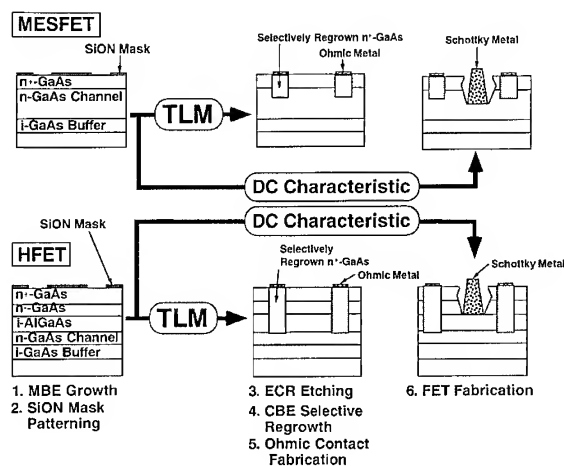 MESFET
SiON Mask
n+-GaAs
n-GaAs Channel
i-GaAs Buffer
TLM
Selectively Regrown n+-GaAs
Ohmic Metal
Schottky Metal
DC Characteristic
DC Characteristic
HFET
SiON Mask
n+-GaAs
n--GaAs
i-AlGaAs
n-GaAs Channel
i-GaAs Buffer
TLM
Selectively
Regrown n+-GaAs
Ohmic Metal
Schottky Metal
1. MBE Growth
2. SiON Mask
Patterning
3. ECR Etching
4. CBE Selective
Regrowth
5. Ohmic Contact
Fabrication
6. FET Fabrication